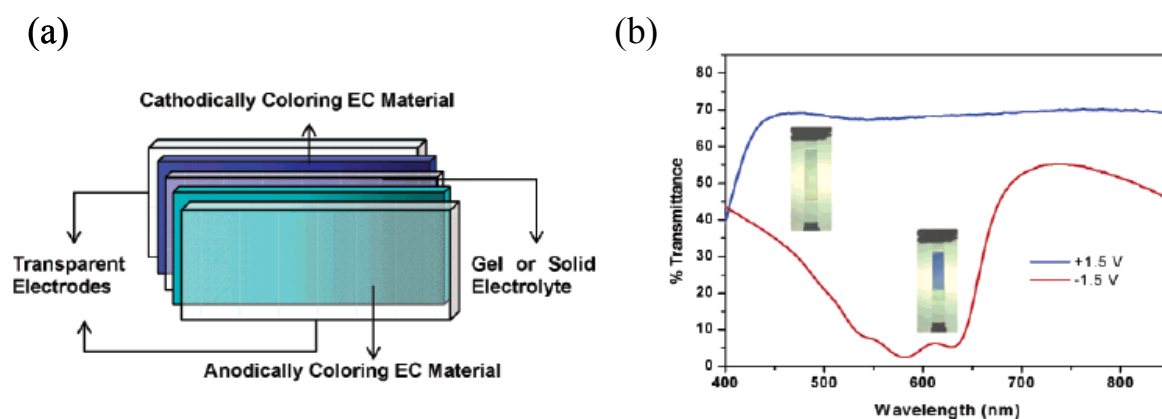 (a)
Cathodically Coloring EC Material
Transparent
Electrodes
Gel or Solid
Electrolyte
Anodically Coloring EC Material
(b)
% Transmittance
80
70
60
50
40
30
20
10
0
+1.5 V
-1.5 V
400 500 600 700 800
Wavelength (nm)